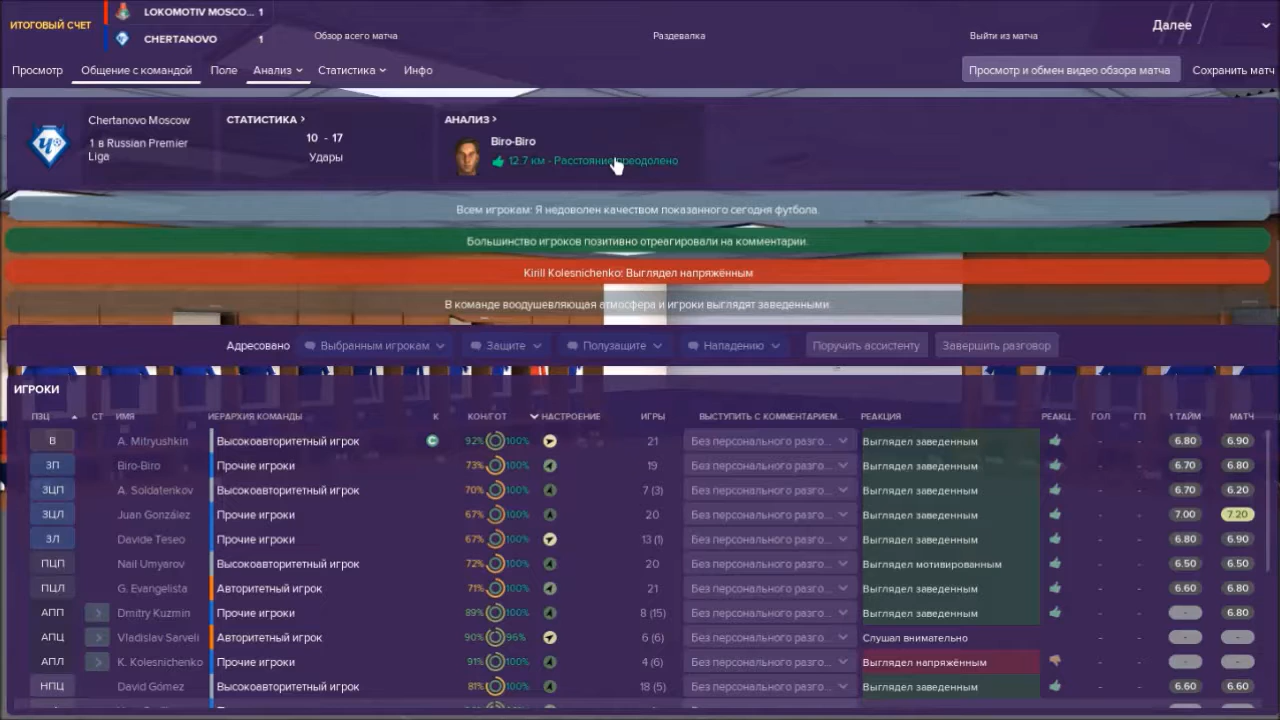 ИТОГОВЫЙ СЧЕТ
LOKOMOTIV MOSCO... 1
CHERTANOVO 1
Обзор всего матча
Раздевалка
Выйти из матча
Далее
Просмотр Общение с командой Поле Анализ Статистика Инфо
Просмотр и обмен видео обзора матча Сохранить матч
Chertanovo Moscow
1 в Russian Premier
Liga
СТАТИСТИКА
10 - 17
Удары
АНАЛИЗ
Biro-Biro
12.7 км - Расстояние преодолено
Всем игрокам: Я недоволен качеством показанного сегодня футбола.
Большинство игроков позитивно отреагировали на комментарии.
Kirill Kolesnichenko: Выглядел напряжённым
В команде воодушевляющая атмосфера и игроки выглядят заведенными.
Адресовано Выбранным игрокам Защите Полузащите Нападению Поручить ассистенту Завершить разговор
ИГРОКИ
ПЗЦ СТ ИМЯ ИЕРАРХИЯ КОМАНДЫ К КОН/ГОТ НАСТРОЕНИЕ ИГРЫ ВЫСТУПИТЬ С КОММЕНТАРИЕМ... РЕАКЦИЯ РЕАКЦ... ГОЛ ГП 1 ТАЙМ МАТЧ
В A. Mitryushkin Высокоавторитетный игрок C 92% 100% 21 Без персонального разго... Выглядел заведенным - - 6.80 6.90
ЗП Biro-Biro Прочие игроки 73% 100% 19 Без персонального разго... Выглядел заведенным - - 6.70 6.80
ЗЦП A. Soldatenkov Высокоавторитетный игрок 70% 100% 7 (3) Без персонального разго... Выглядел заведенным - - 6.70 6.20
ЗЦЛ Juan González Прочие игроки 67% 100% 20 Без персонального разго... Выглядел заведенным - - 7.00 7.20
ЗЛ Davide Teseo Прочие игроки 67% 100% 13 (1) Без персонального разго... Выглядел заведенным - - 6.80 6.90
ПЦП Nail Umyarov Высокоавторитетный игрок 72% 100% 20 Без персонального разго... Выглядел мотивированным - - 6.50 6.50
ПЦЛ G. Evangelista Авторитетный игрок 71% 100% 21 Без персонального разго... Выглядел заведенным - - 6.60 6.80
АПП Dmitry Kuzmin Прочие игроки 89% 100% 8 (15) Без персонального разго... Выглядел заведенным - - - 6.80
АПЦ Vladislav Sarveli Авторитетный игрок 90% 96% 6 (6) Без персонального разго... Слушал внимательно - - - -
АПЛ K. Kolesnichenko Прочие игроки 91% 100% 4 (6) Без персонального разго... Выглядел напряжённым - - - -
НПЦ David Gómez Высокоавторитетный игрок 81% 100% 18 (5) Без персонального разго... Выглядел заведенным - - 6.60 6.60